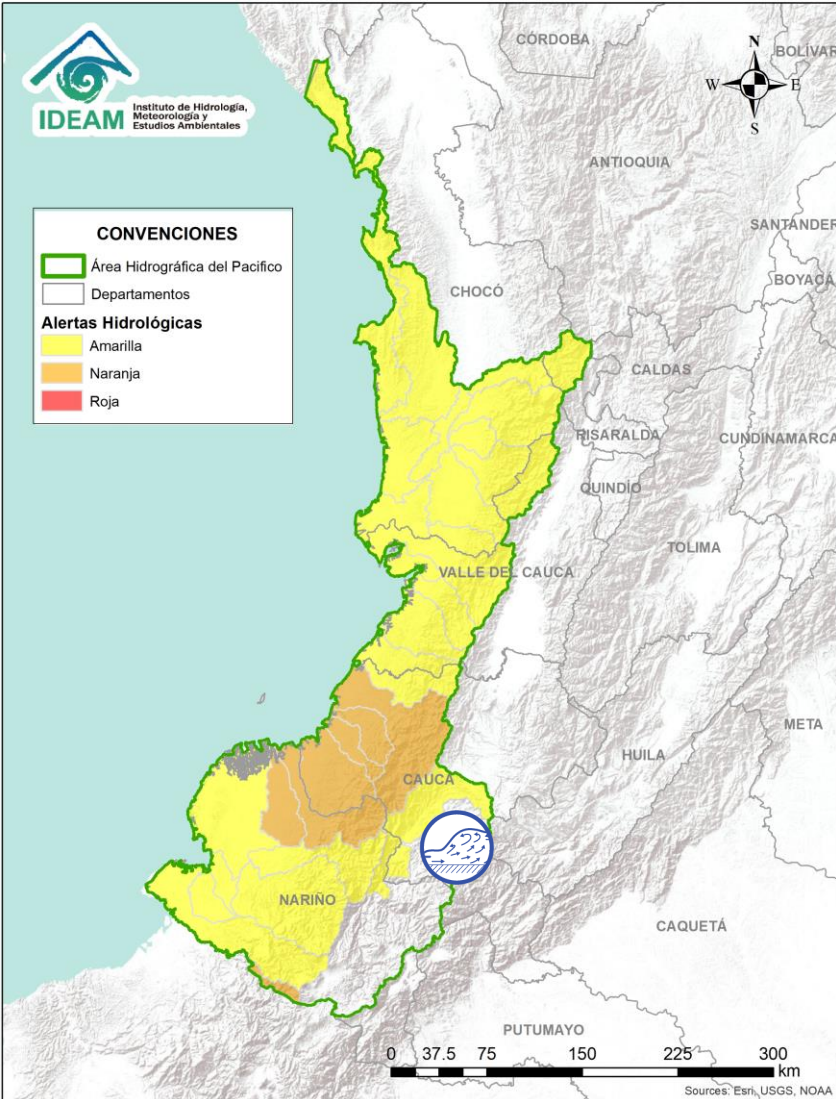 IDEAM
Instituto de Hidrología,
Meteorología y
Estudios Ambientales
N
W
E
S
CÓRDOBA
BOLÍVAR
ANTIOQUIA
SANTANDER
BOYACÁ
CHOCÓ
CALDAS
RISARALDA
CUNDINAMARCA
QUINDÍO
TOLIMA
VALLE DEL CAUCA
META
HUILA
CAUCA
NARIÑO
CAQUETÁ
PUTUMAYO
CONVENCIONES
Área Hidrográfica del Pacifico
Departamentos
Alertas Hidrológicas
Amarilla
Naranja
Roja
0 37.5 75 150 225 300
km
Sources: Esri, USGS, NOAA